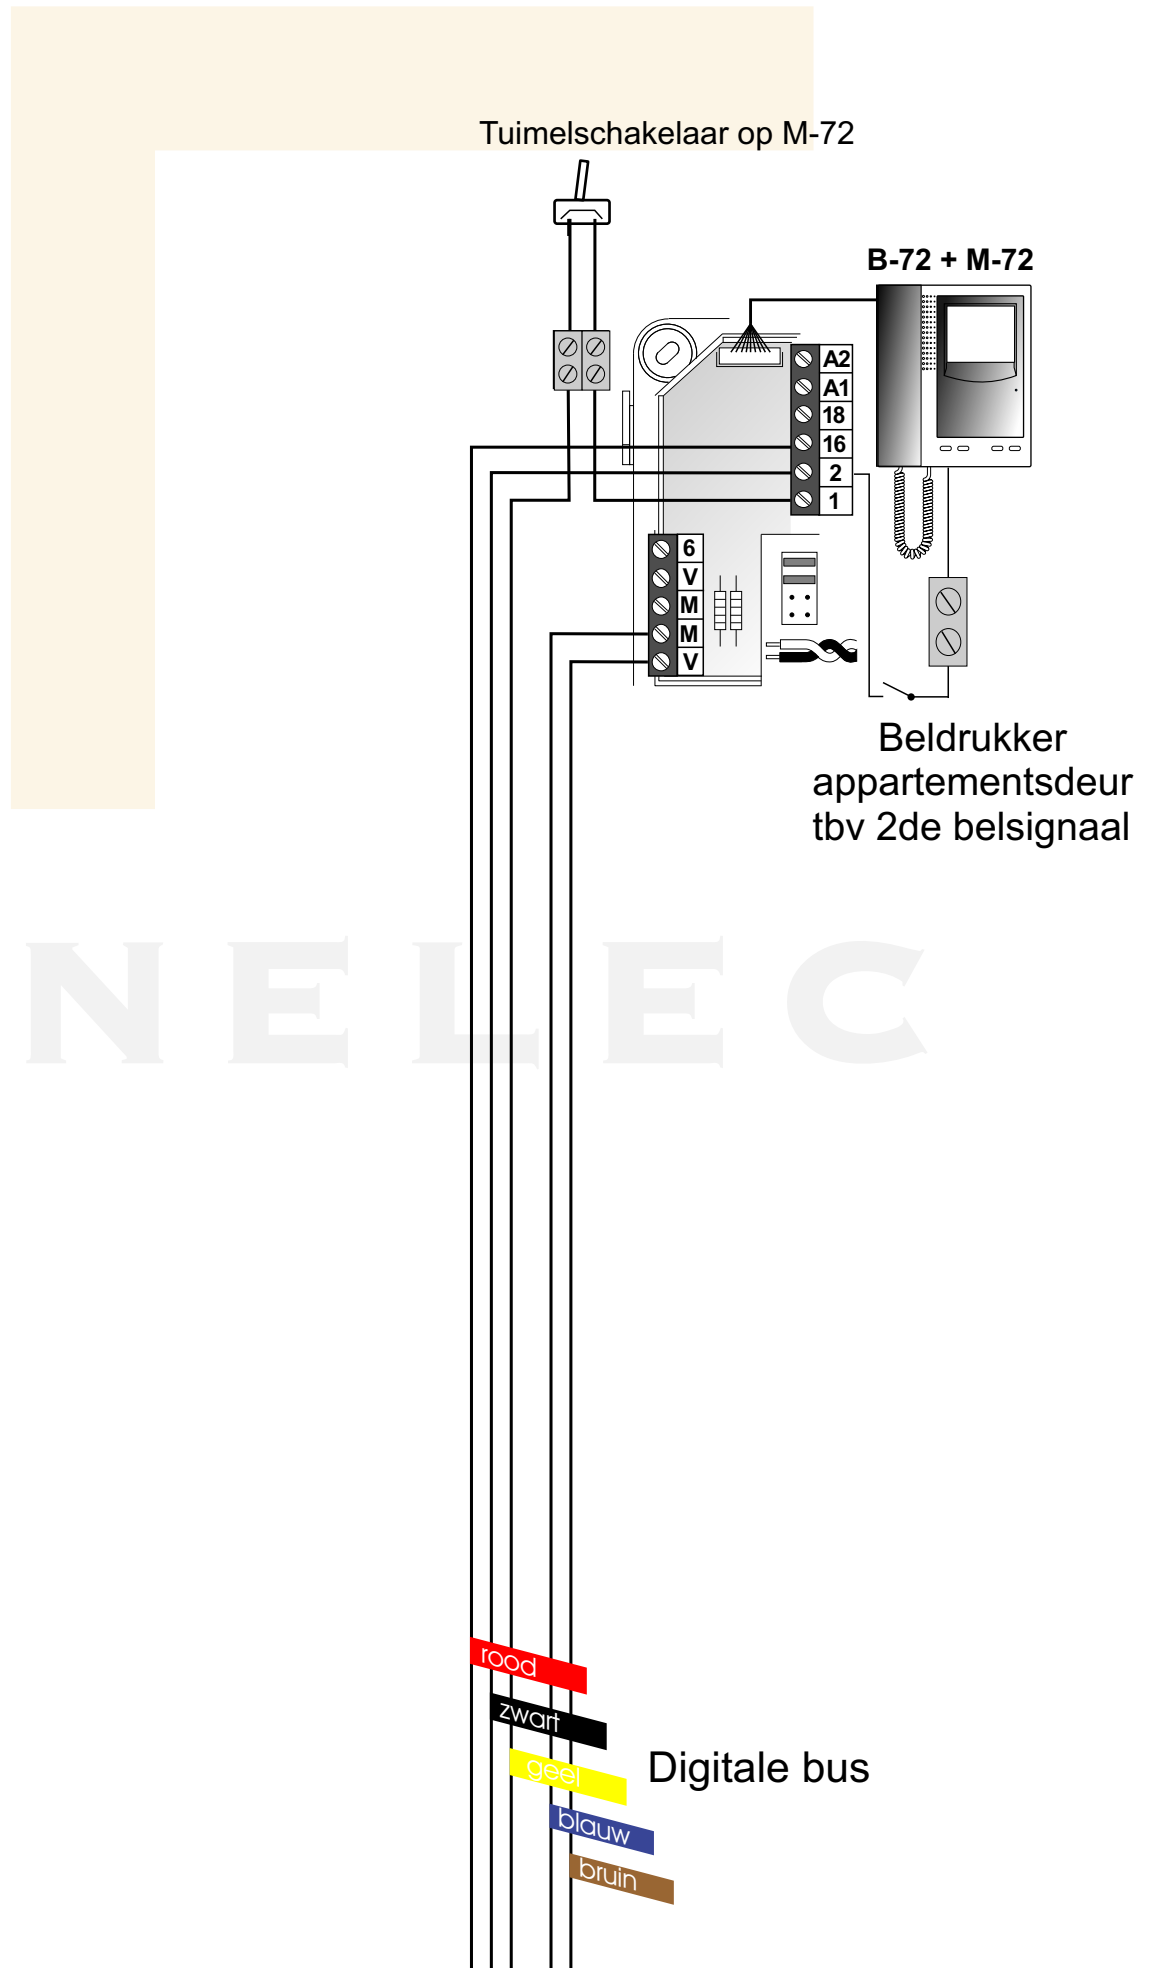 Tuimelschakelaar op M-72
B-72 + M-72
A2
A1
18
16
2
1
6
V
M
M
V
Beldrukker
appartementsdeur
tbv 2de belsignaal
NELEC
rood
zwart
geel
Digitale bus
blauw
bruin